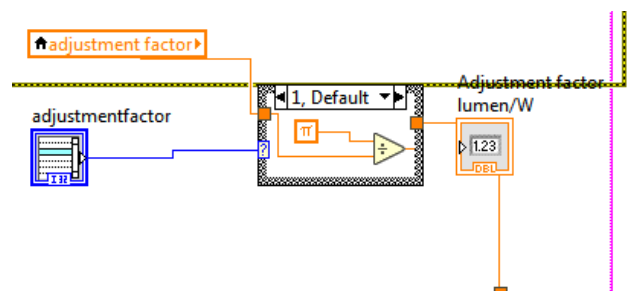 adjustment factor
1, Default
Adjustment factor
lumen/W
adjustmentfactor
π
?
÷
1.23
I32
DBL